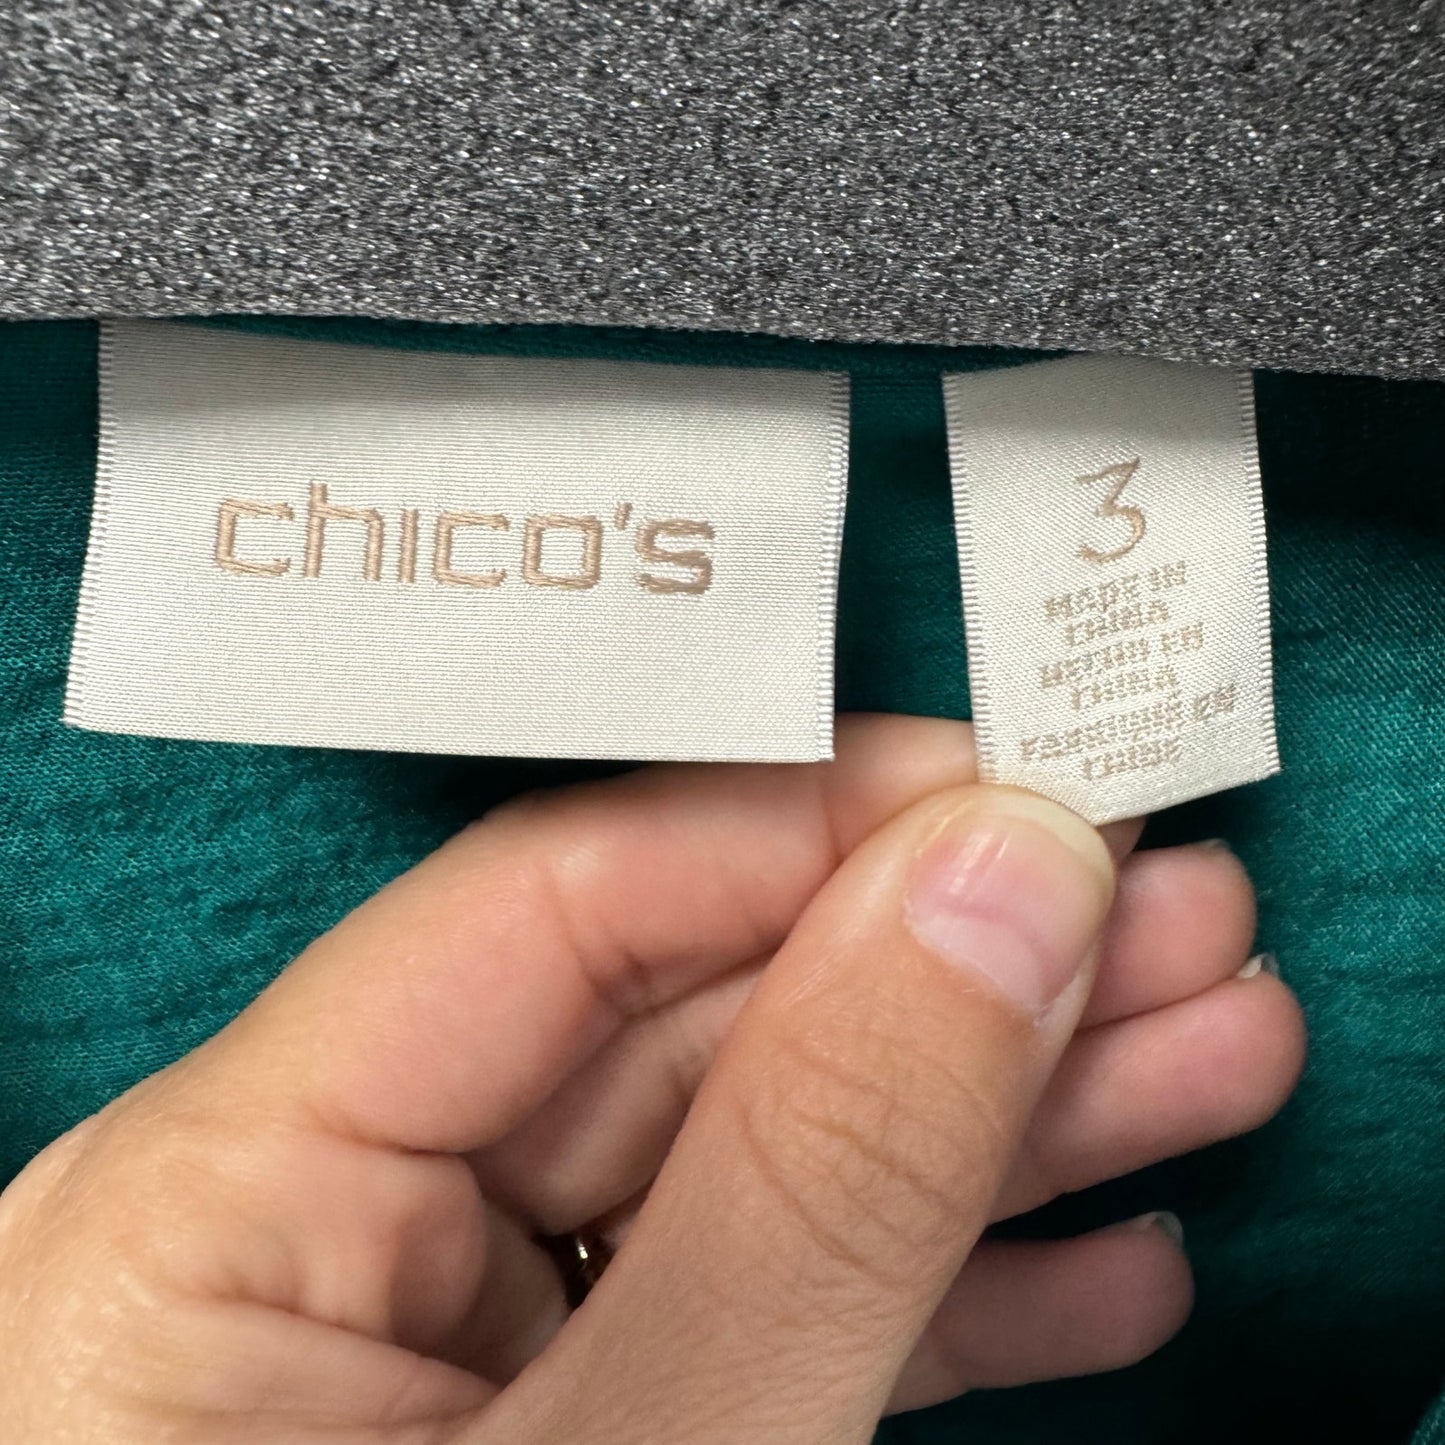 chico's
3
MADE IN
CHINA
HECHO EN
CHINA
FABRIQUÉ EN
CHINE